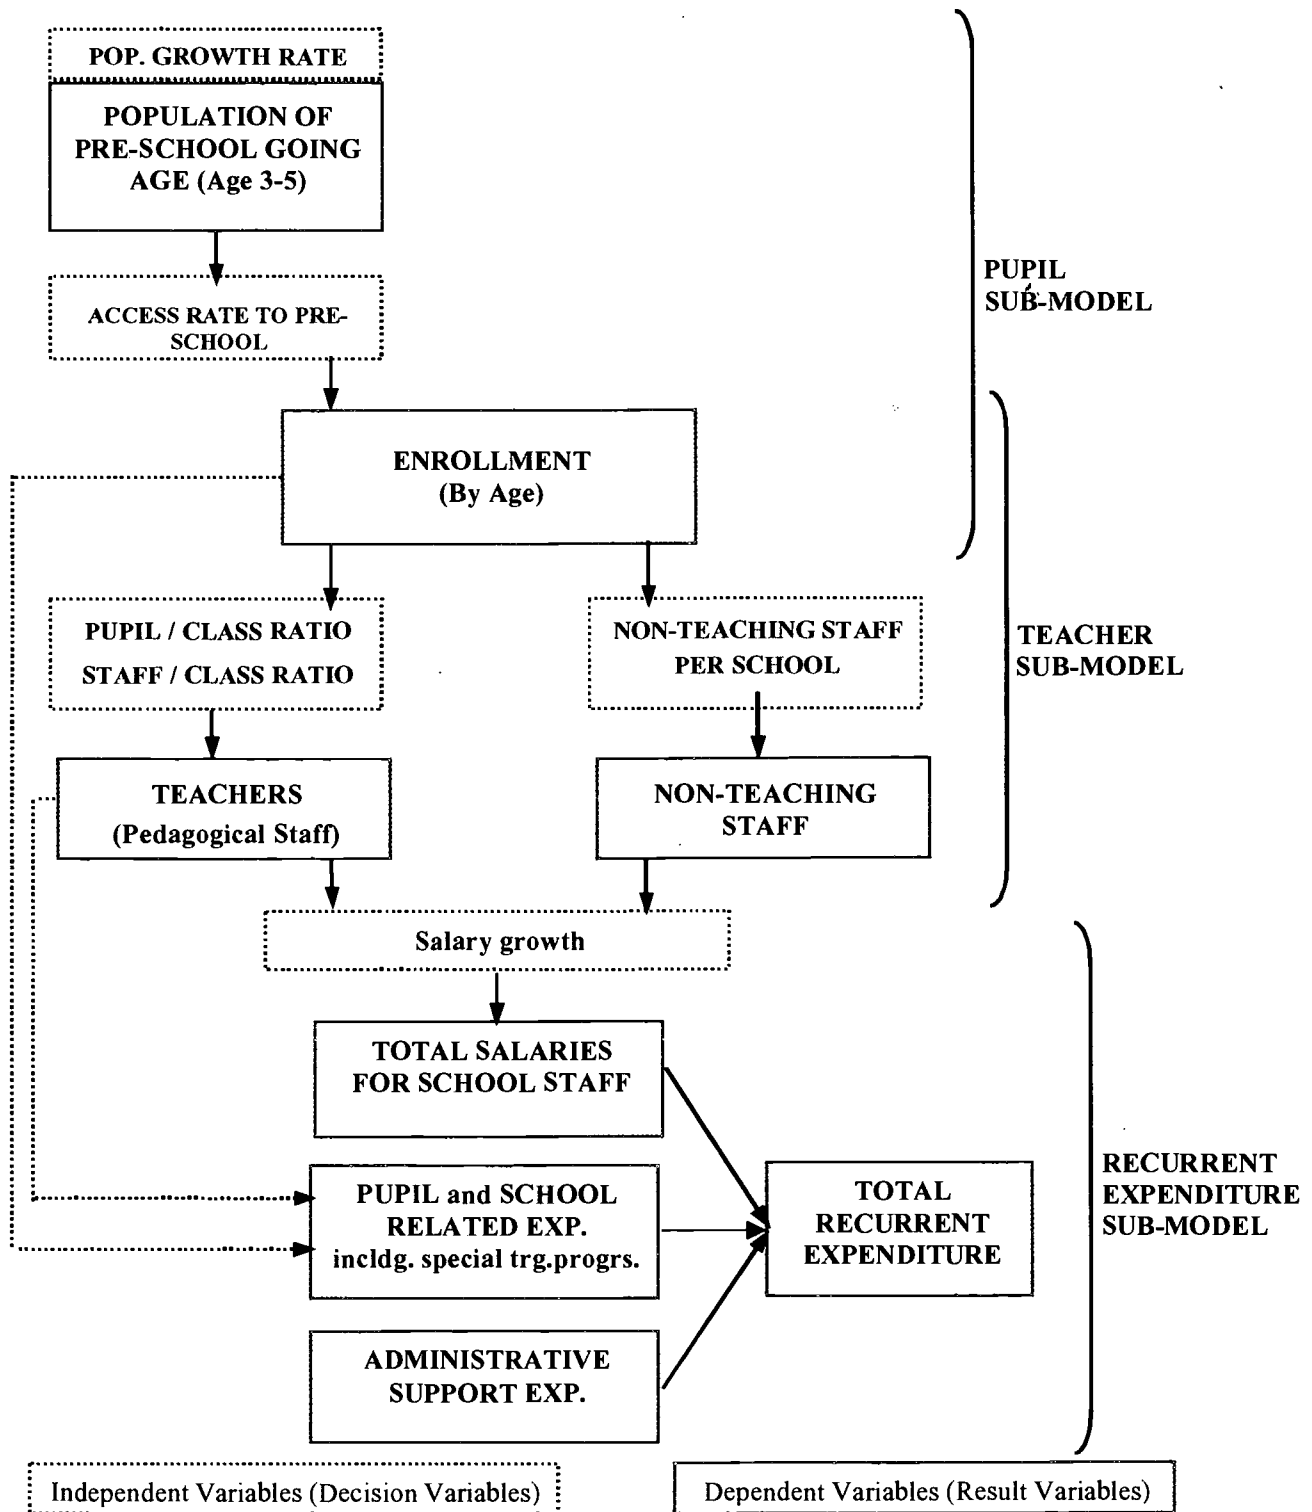 POP. GROWTH RATE
POPULATION OF
PRE-SCHOOL GOING
AGE (Age 3-5)
PUPIL
SUB-MODEL
ACCESS RATE TO PRE-
SCHOOL
ENROLLMENT
(By Age)
PUPIL / CLASS RATIO
STAFF / CLASS RATIO
NON-TEACHING STAFF
PER SCHOOL
TEACHER
SUB-MODEL
TEACHERS
(Pedagogical Staff)
NON-TEACHING
STAFF
Salary growth
TOTAL SALARIES
FOR SCHOOL STAFF
PUPIL and SCHOOL
RELATED EXP.
incldg. special trg.progrs.
TOTAL
RECURRENT
EXPENDITURE
RECURRENT
EXPENDITURE
SUB-MODEL
ADMINISTRATIVE
SUPPORT EXP.
Independent Variables (Decision Variables)
Dependent Variables (Result Variables)